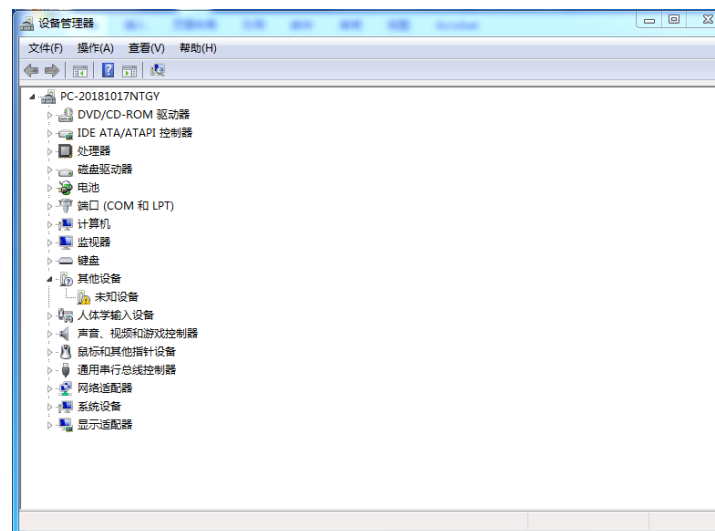 设备管理器
文件(F) 操作(A) 查看(V) 帮助(H)
PC-20181017NTGY
DVD/CD-ROM 驱动器
IDE ATA/ATAPI 控制器
处理器
磁盘驱动器
电池
端口 (COM 和 LPT)
计算机
监视器
键盘
其他设备
未知设备
人体学输入设备
声音、视频和游戏控制器
鼠标和其他指针设备
通用串行总线控制器
网络适配器
系统设备
显示适配器